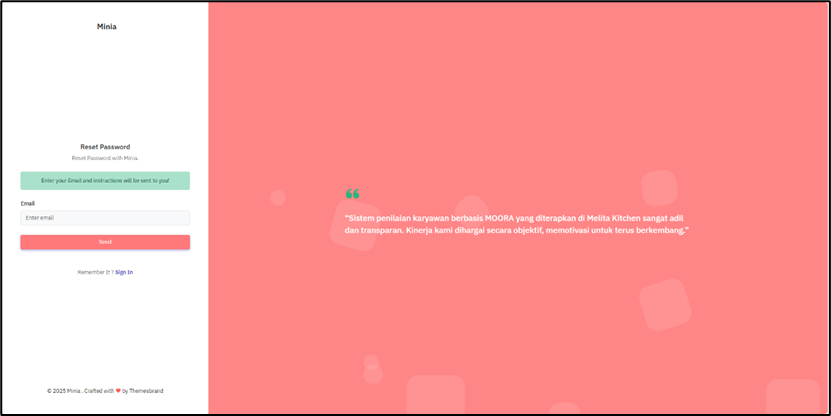 Minia
Reset Password
Reset Password with Minia.
Enter your Email and instructions will be sent to you!
Email
Enter email
Send
Remember It ? Sign In
© 2025 Minia . Crafted with ❤ by Themesbrand
“Sistem penilaian karyawan berbasis MOORA yang diterapkan di Melita Kitchen sangat adil
dan transparan. Kinerja kami dihargai secara objektif, memotivasi untuk terus berkembang.”